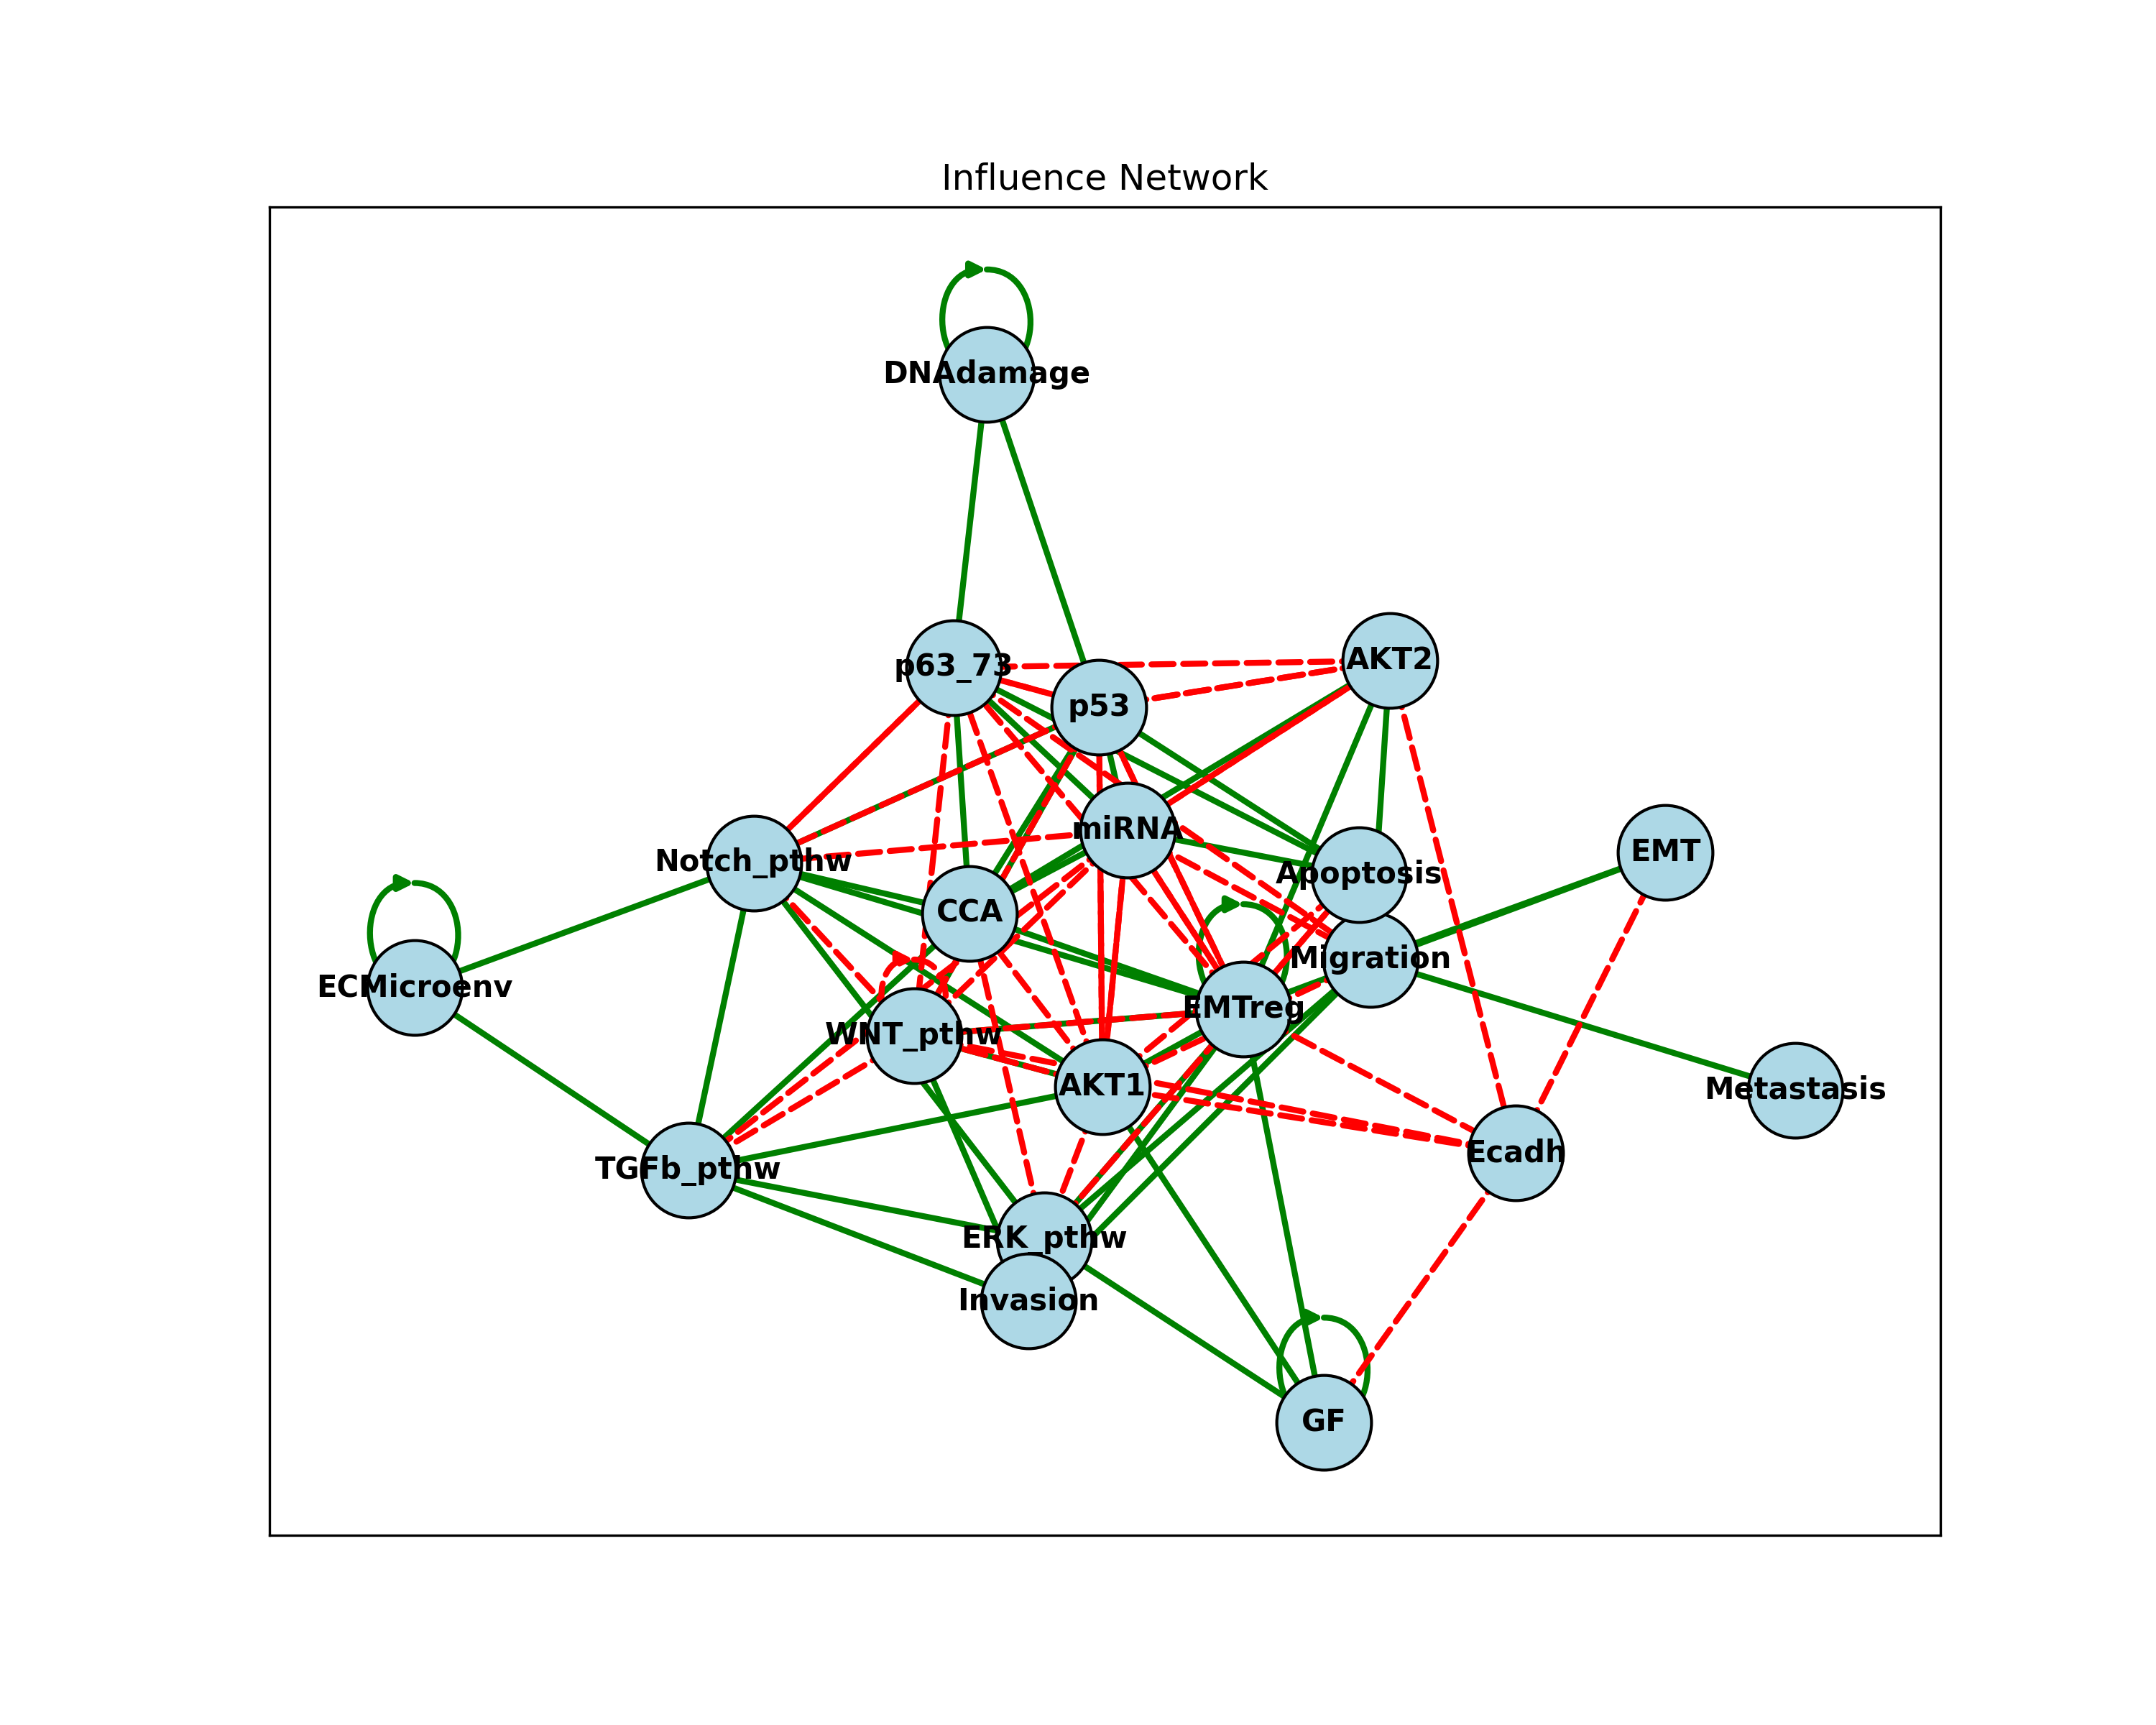 Influence Network
DNAdamage
p63_73
AKT2
p53
miRNA
EMT
Notch_pthw
Apoptosis
CCA
Migration
ECMicroenv
EMTreg
WNT_pthw
AKT1
Metastasis
Ecadh
TGFb_pthw
ERK_pthw
Invasion
GF